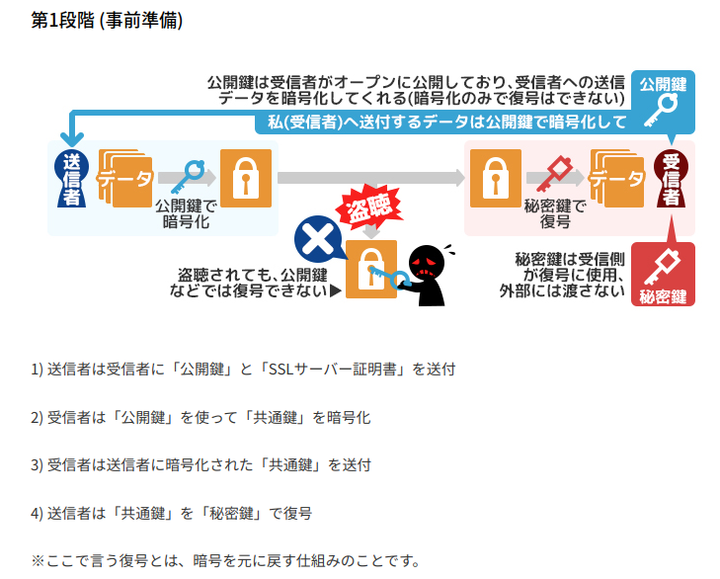 第1段階 (事前準備)
公開鍵は受信者がオープンに公開しており、受信者への送信
データを暗号化してくれる(暗号化のみで復号はできない)
公開鍵
私(受信者)へ送付するデータは公開鍵で暗号化して
送信者
データ
公開鍵で
暗号化
盗聴
秘密鍵で
復号
データ
受信者
盗聴されても、公開鍵
などでは復号できない▶
秘密鍵は受信側
が復号に使用、
外部には渡さない
秘密鍵
1) 送信者は受信者に「公開鍵」と「SSLサーバー証明書」を送付
2) 受信者は「公開鍵」を使って「共通鍵」を暗号化
3) 受信者は送信者に暗号化された「共通鍵」を送付
4) 送信者は「共通鍵」を「秘密鍵」で復号
※ここで言う復号とは、暗号を元に戻す仕組みのことです。